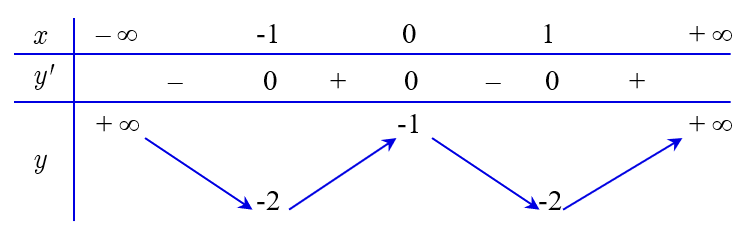 x – ∞ -1 0 1 + ∞
y′ – 0 + 0 – 0 +
+ ∞ -1 + ∞
y
-2 -2